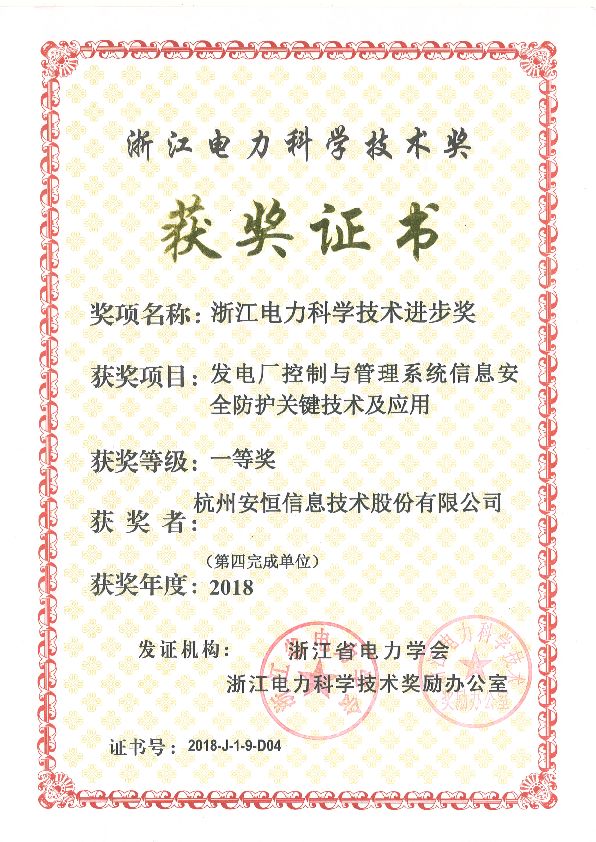 浙江电力科学技术奖
获奖证书
奖项名称：浙江电力科学技术进步奖
获奖项目：发电厂控制与管理系统信息安
全防护关键技术及应用
获奖等级：一等奖
获奖者：杭州安恒信息技术股份有限公司
（第四完成单位）
获奖年度：2018
发证机构：浙江省电力学会
浙江电力科学技术奖励办公室
证书号：2018-J-1-9-D04